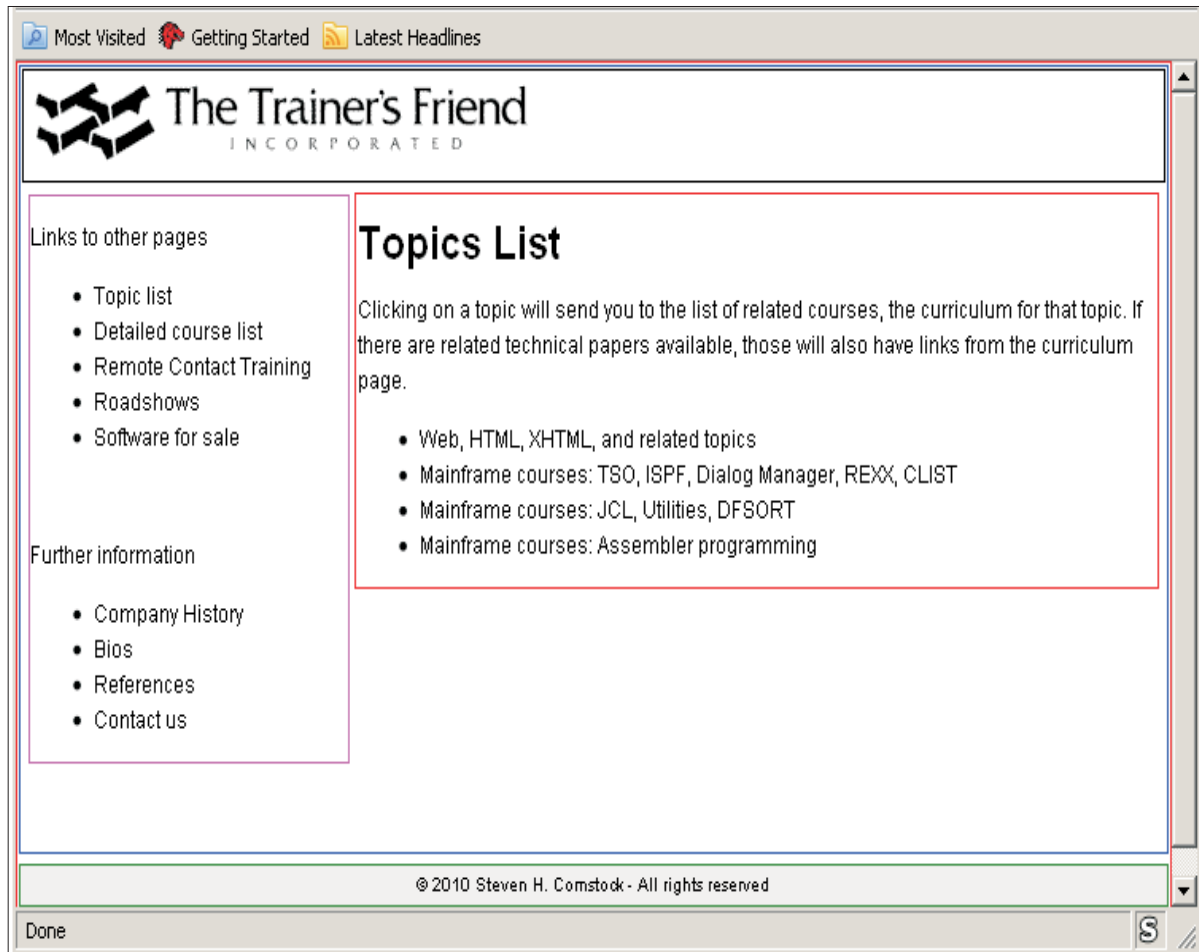 Most Visited Getting Started Latest Headlines
The Trainer's Friend
INCORPORATED
Links to other pages
• Topic list
• Detailed course list
• Remote Contact Training
• Roadshows
• Software for sale
Further information
• Company History
• Bios
• References
• Contact us
Topics List
Clicking on a topic will send you to the list of related courses, the curriculum for that topic. If
there are related technical papers available, those will also have links from the curriculum
page.
• Web, HTML, XHTML, and related topics
• Mainframe courses: TSO, ISPF, Dialog Manager, REXX, CLIST
• Mainframe courses: JCL, Utilities, DFSORT
• Mainframe courses: Assembler programming
© 2010 Steven H. Comstock - All rights reserved
Done S